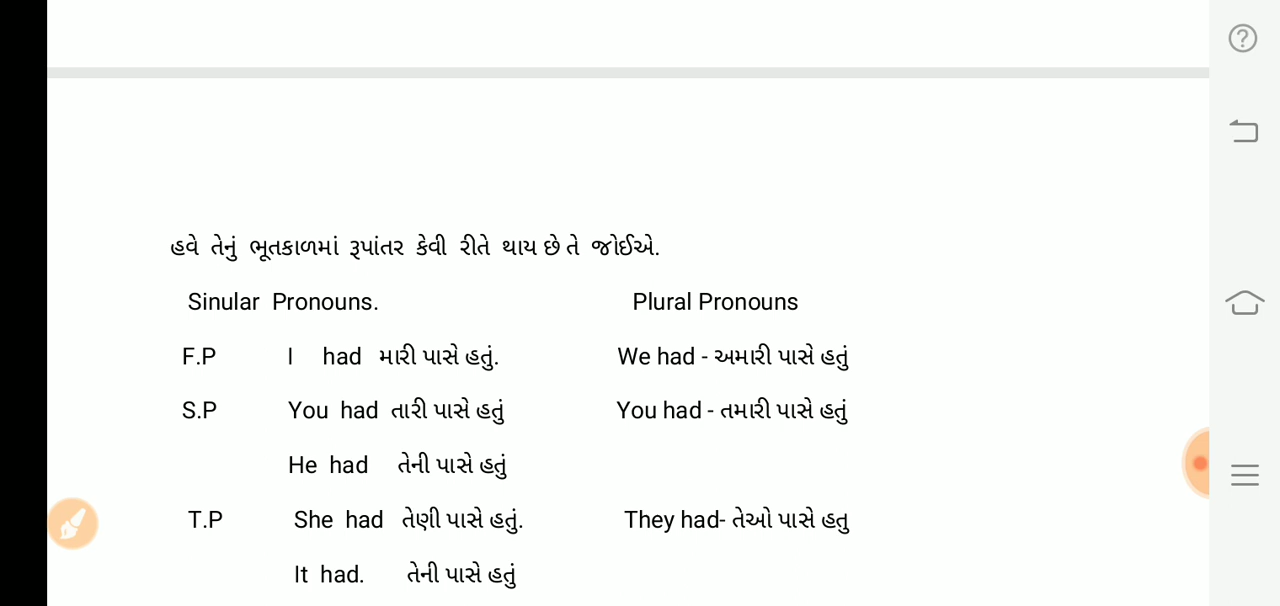 હવે તેનું ભૂતકાળમાં રૂપાંતર કેવી રીતે થાય છે તે જોઈએ.
Sinular Pronouns. Plural Pronouns
F.P I had મારી પાસે હતું. We had - અમારી પાસે હતું
S.P You had તારી પાસે હતું You had - તમારી પાસે હતું
He had તેની પાસે હતું
T.P She had તેણી પાસે હતું. They had- તેઓ પાસે હતુ
It had. તેની પાસે હતું